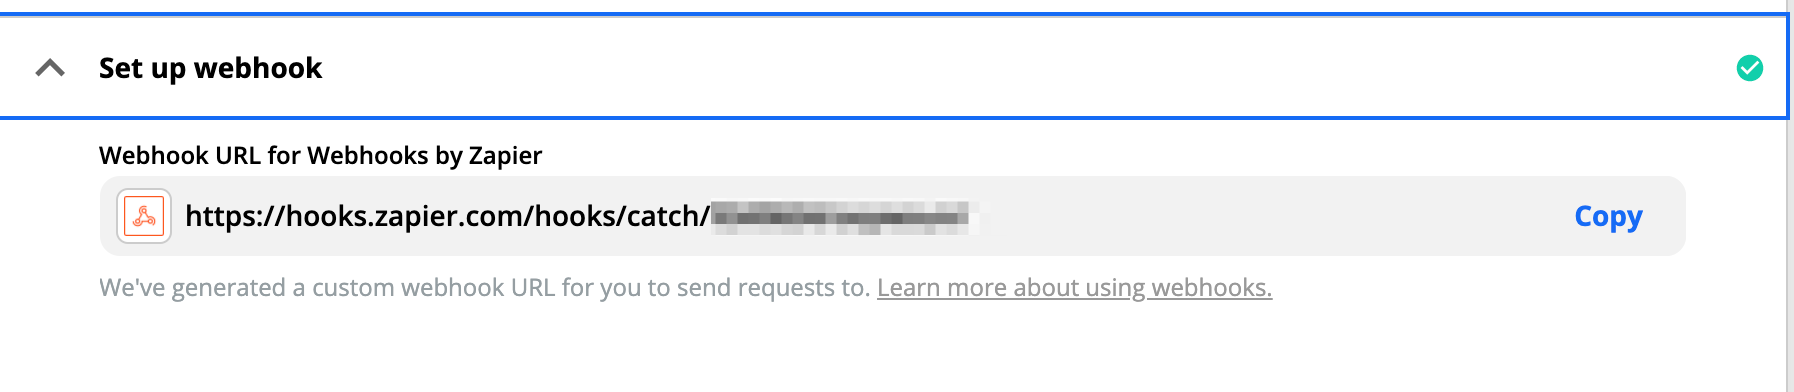 Set up webhook
Webhook URL for Webhooks by Zapier
https://hooks.zapier.com/hooks/catch/
Copy
We've generated a custom webhook URL for you to send requests to. Learn more about using webhooks.